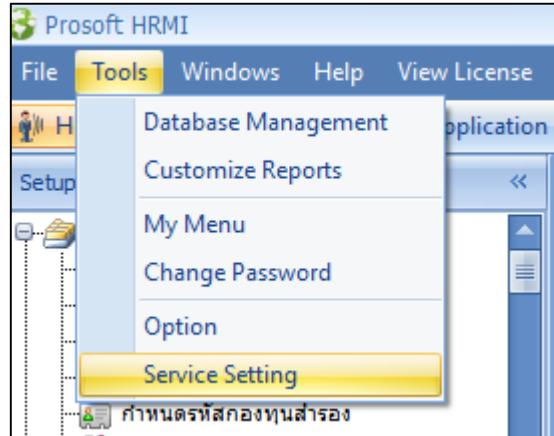 Prosoft HRMI
File Tools Windows Help View License
H
Database Management
pplication
Customize Reports
Setup
My Menu
Change Password
Option
Service Setting
กำหนดรหัสกองทุนสำรอง